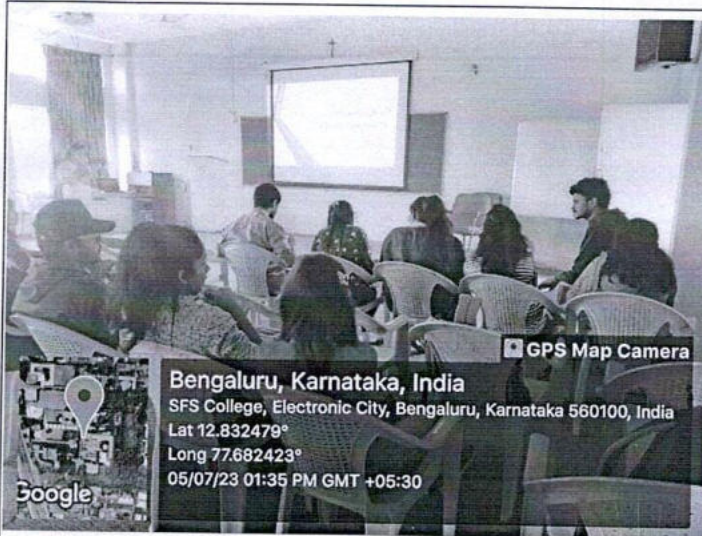 GPS Map Camera
Bengaluru, Karnataka, India
SFS College, Electronic City, Bengaluru, Karnataka 560100, India
Lat 12.832479°
Long 77.682423°
05/07/23 01:35 PM GMT +05:30
Google